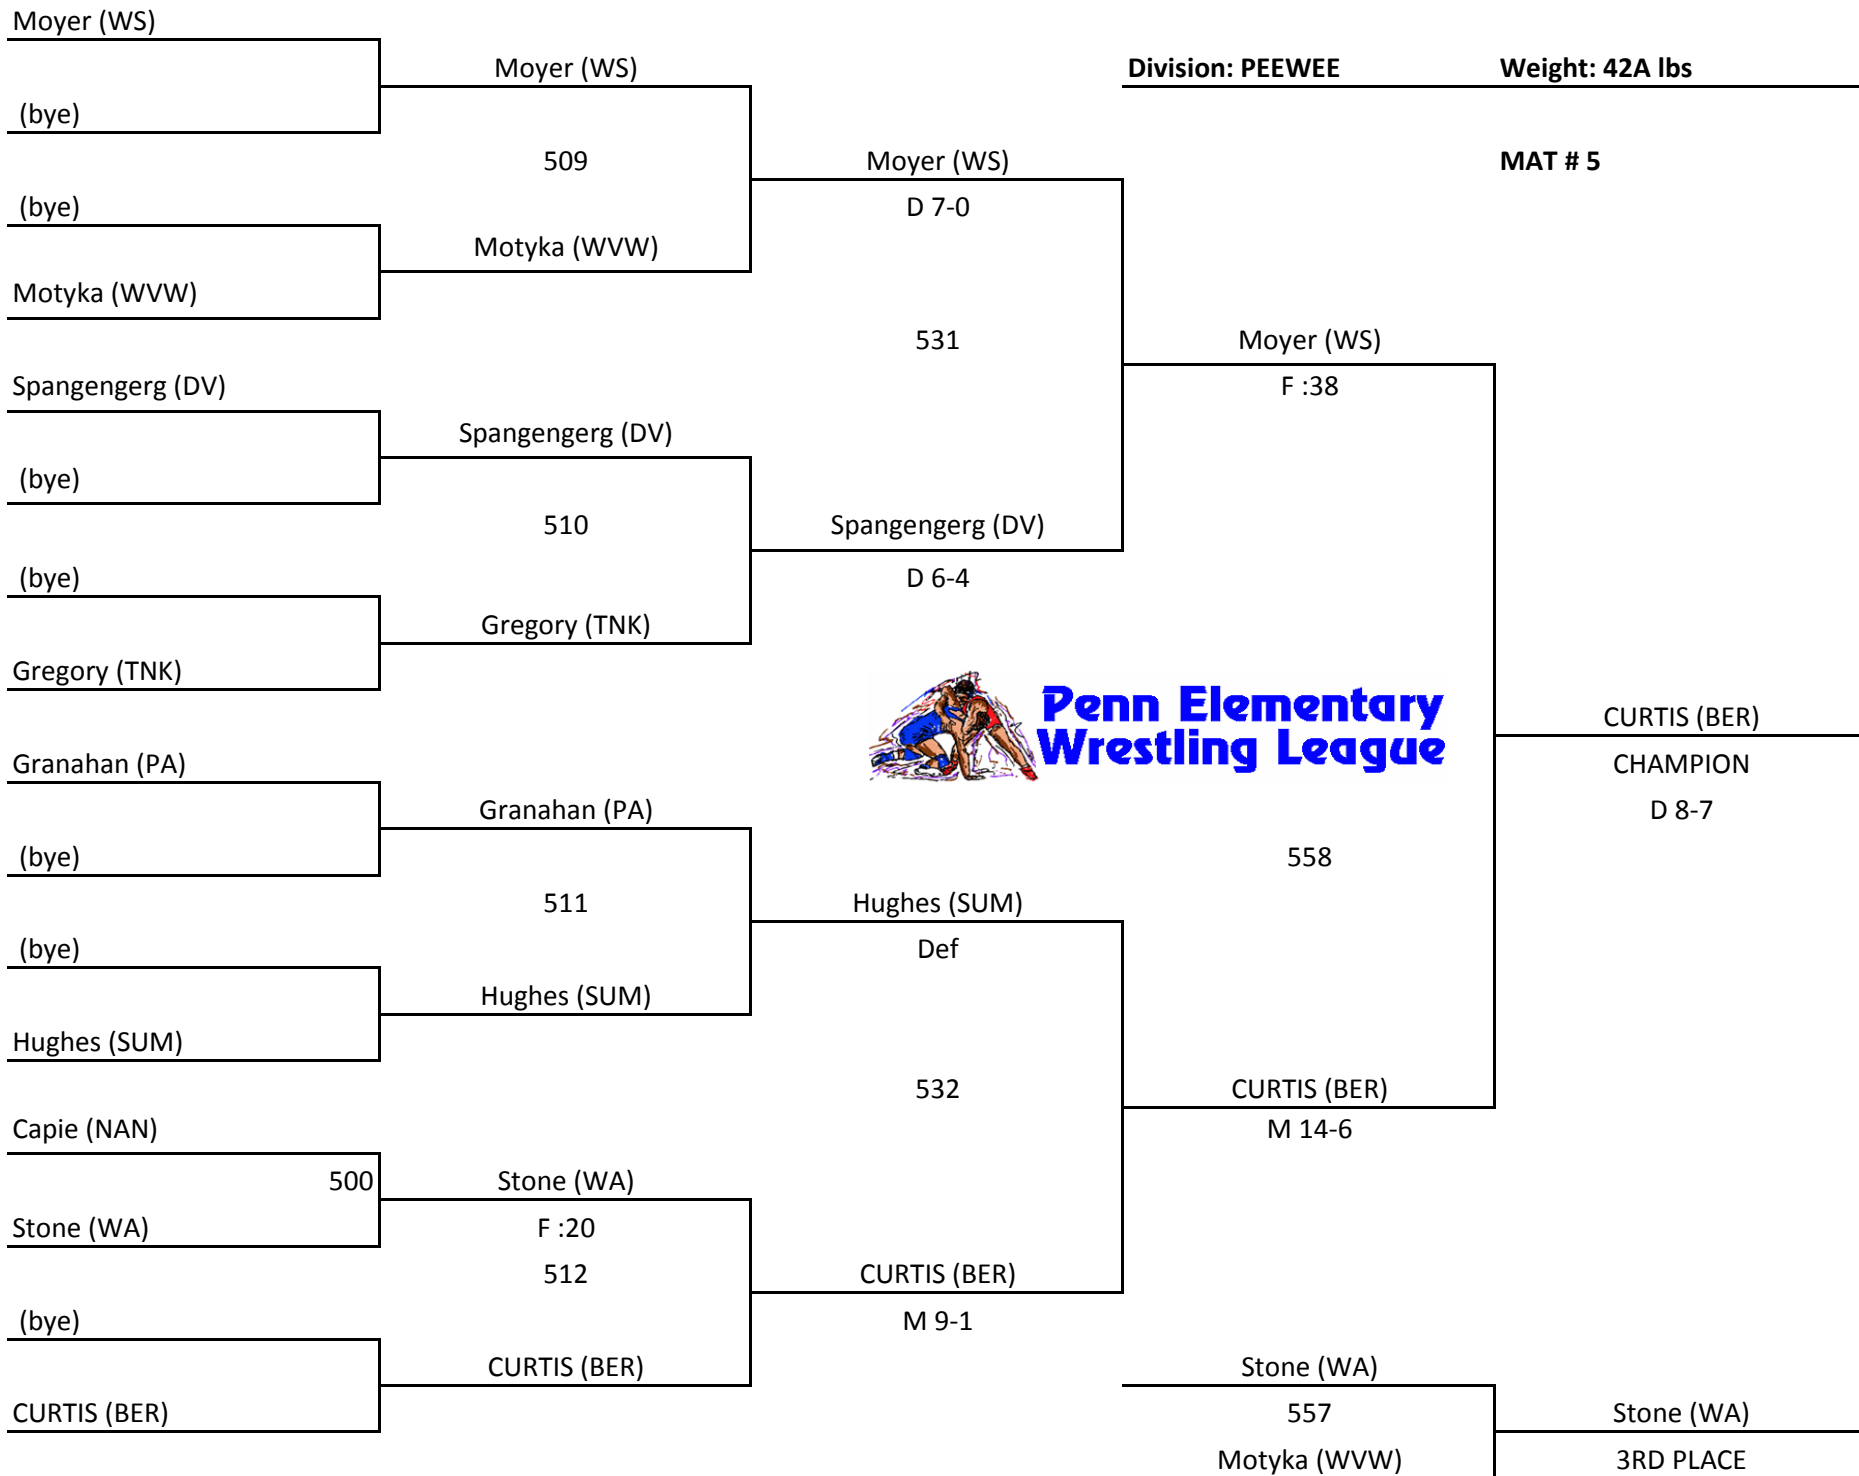 Moyer (WS)
Moyer (WS)
Division: PEEWEE
Weight: 42A lbs
(bye)
509
Moyer (WS)
MAT # 5
(bye)
D 7-0
Motyka (WVW)
Motyka (WVW)
531
Moyer (WS)
Spangengerg (DV)
F :38
Spangengerg (DV)
(bye)
510
Spangengerg (DV)
(bye)
D 6-4
Gregory (TNK)
Gregory (TNK)
Penn Elementary
Wrestling League
CURTIS (BER)
Granahan (PA)
CHAMPION
Granahan (PA)
D 8-7
(bye)
558
511
Hughes (SUM)
(bye)
Def
Hughes (SUM)
Hughes (SUM)
532
CURTIS (BER)
Capie (NAN)
M 14-6
500
Stone (WA)
Stone (WA)
F :20
512
CURTIS (BER)
(bye)
M 9-1
CURTIS (BER)
Stone (WA)
CURTIS (BER)
557
Stone (WA)
Motyka (WVW)
3RD PLACE